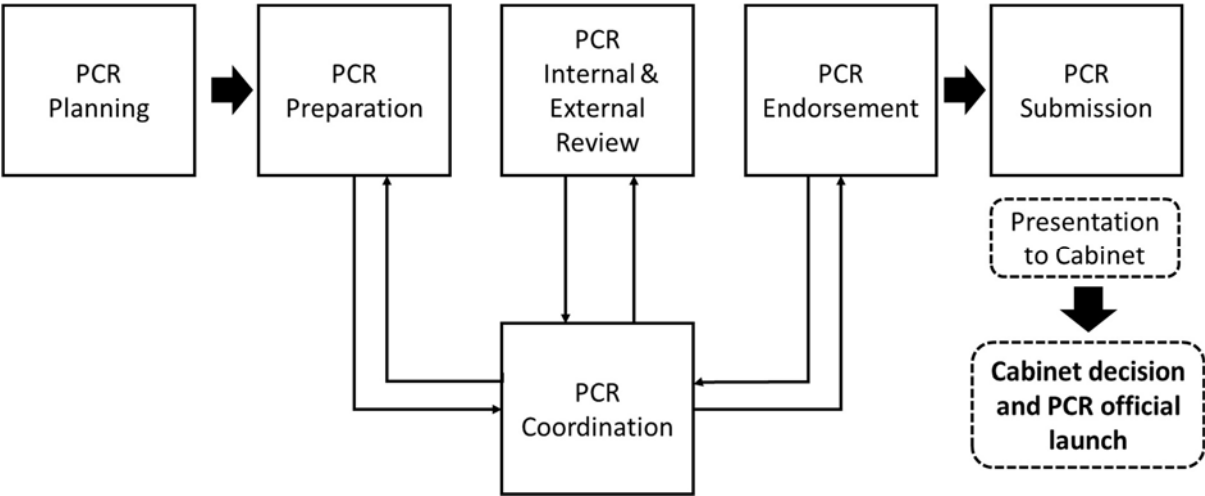 PCR
Planning
PCR
Preparation
PCR
Internal &
External
Review
PCR
Endorsement
PCR
Submission
Presentation
to Cabinet
Cabinet decision
and PCR official
launch
PCR
Coordination